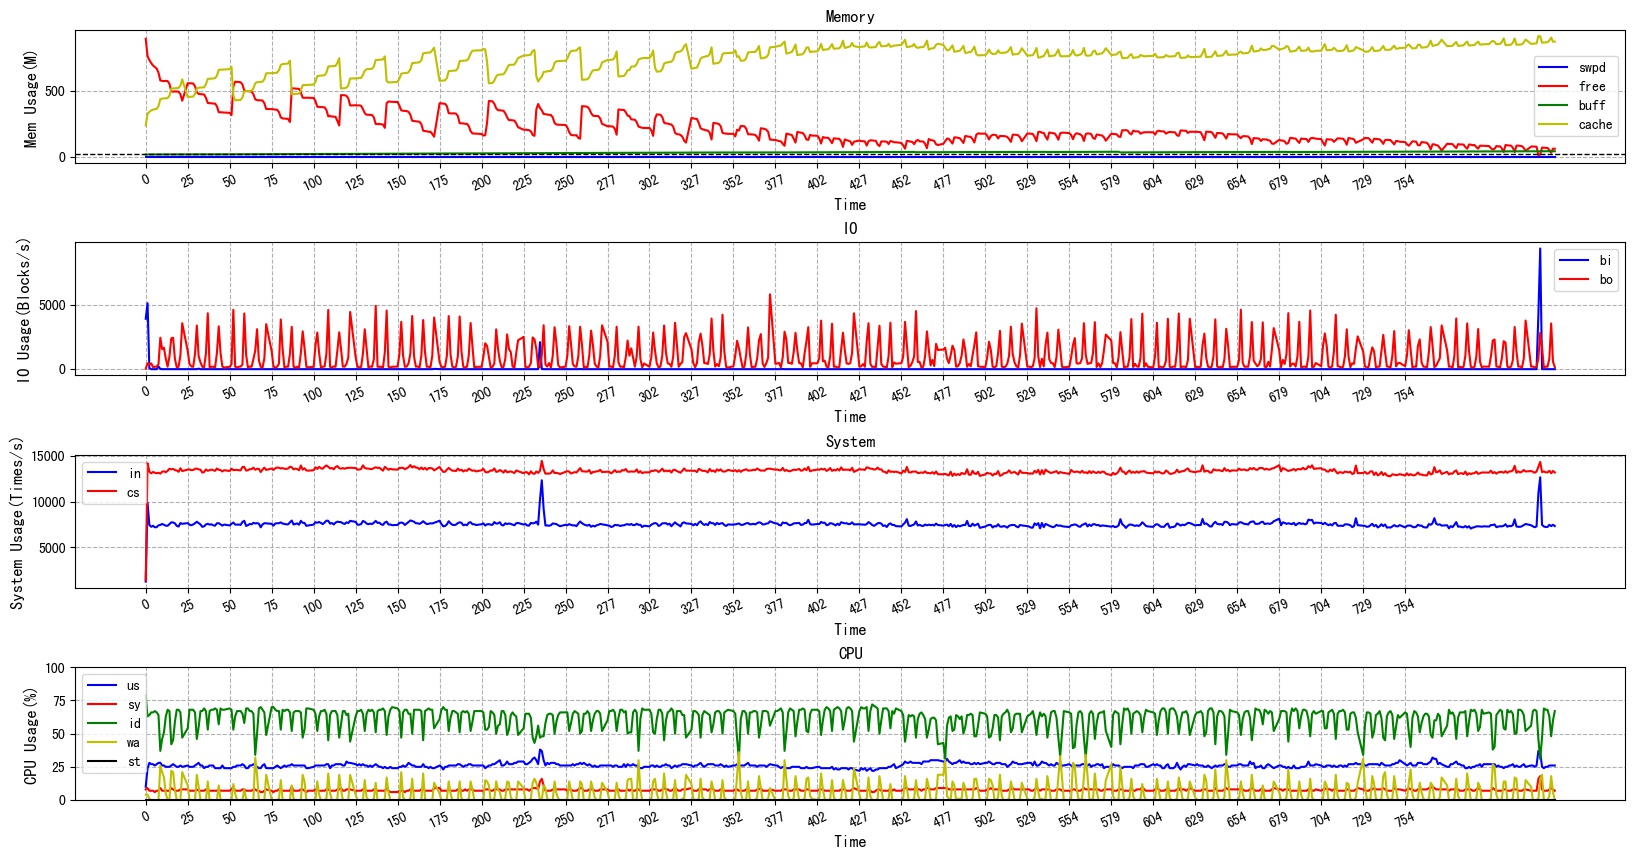 Memory
Mem Usage(M)
500
0
swpd
free
buff
cache
0 25 50 75 100 125 150 175 200 225 250 277 302 327 352 377 402 427 452 477 502 529 554 579 604 629 654 679 704 729 754
Time
IO
IO Usage(Blocks/s)
5000
0
bi
bo
0 25 50 75 100 125 150 175 200 225 250 277 302 327 352 377 402 427 452 477 502 529 554 579 604 629 654 679 704 729 754
Time
System
System Usage(Times/s)
15000
10000
5000
in
cs
0 25 50 75 100 125 150 175 200 225 250 277 302 327 352 377 402 427 452 477 502 529 554 579 604 629 654 679 704 729 754
Time
CPU
CPU Usage(%)
100
75
50
25
0
us
sy
id
wa
st
0 25 50 75 100 125 150 175 200 225 250 277 302 327 352 377 402 427 452 477 502 529 554 579 604 629 654 679 704 729 754
Time